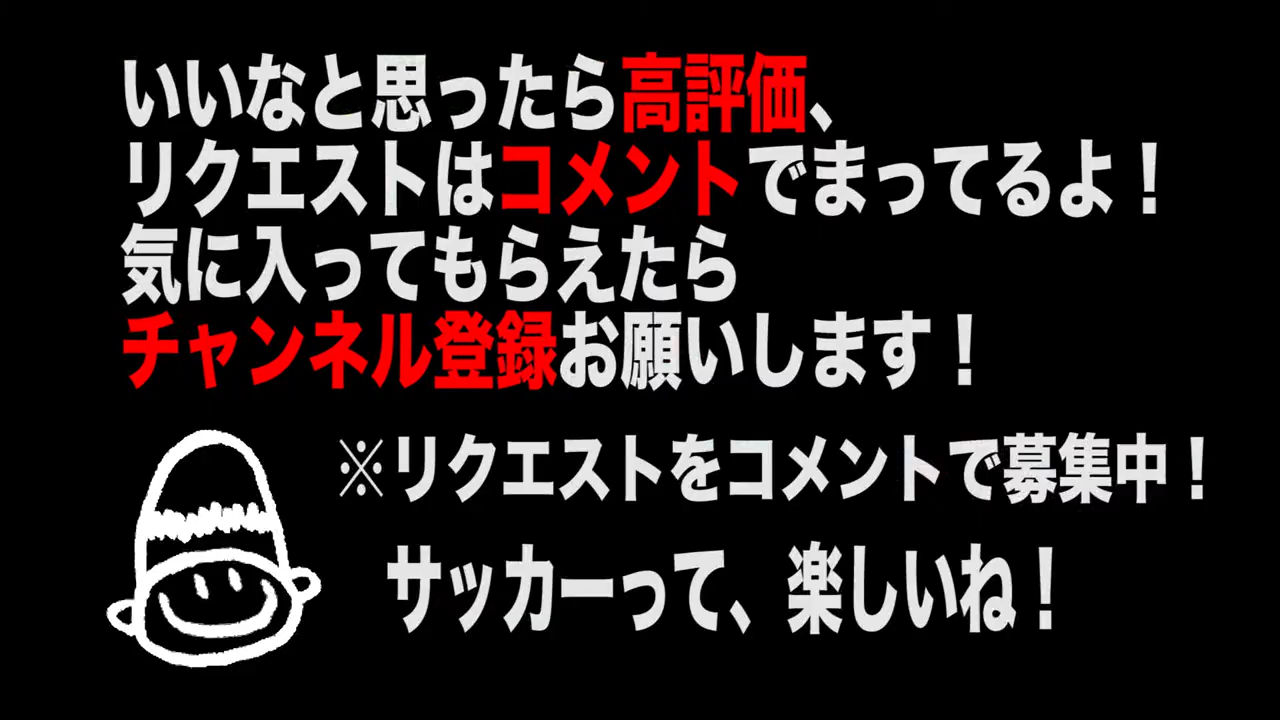 いいなと思ったら高評価、
リクエストはコメントでまってるよ！
気に入ってもらえたら
チャンネル登録お願いします！
※リクエストをコメントで募集中！
サッカーって、楽しいね！